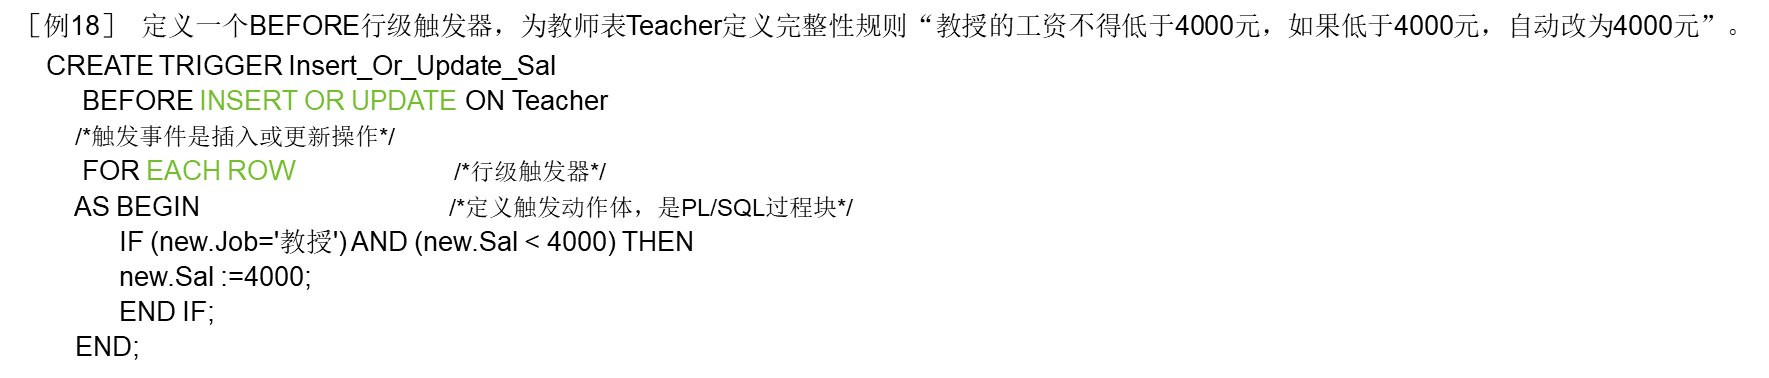 ［例18］ 定义一个BEFORE行级触发器，为教师表Teacher定义完整性规则“教授的工资不得低于4000元，如果低于4000元，自动改为4000元”。
CREATE TRIGGER Insert_Or_Update_Sal
BEFORE INSERT OR UPDATE ON Teacher
/*触发事件是插入或更新操作*/
FOR EACH ROW /*行级触发器*/
AS BEGIN /*定义触发动作体，是PL/SQL过程块*/
IF (new.Job='教授') AND (new.Sal < 4000) THEN
new.Sal :=4000;
END IF;
END;